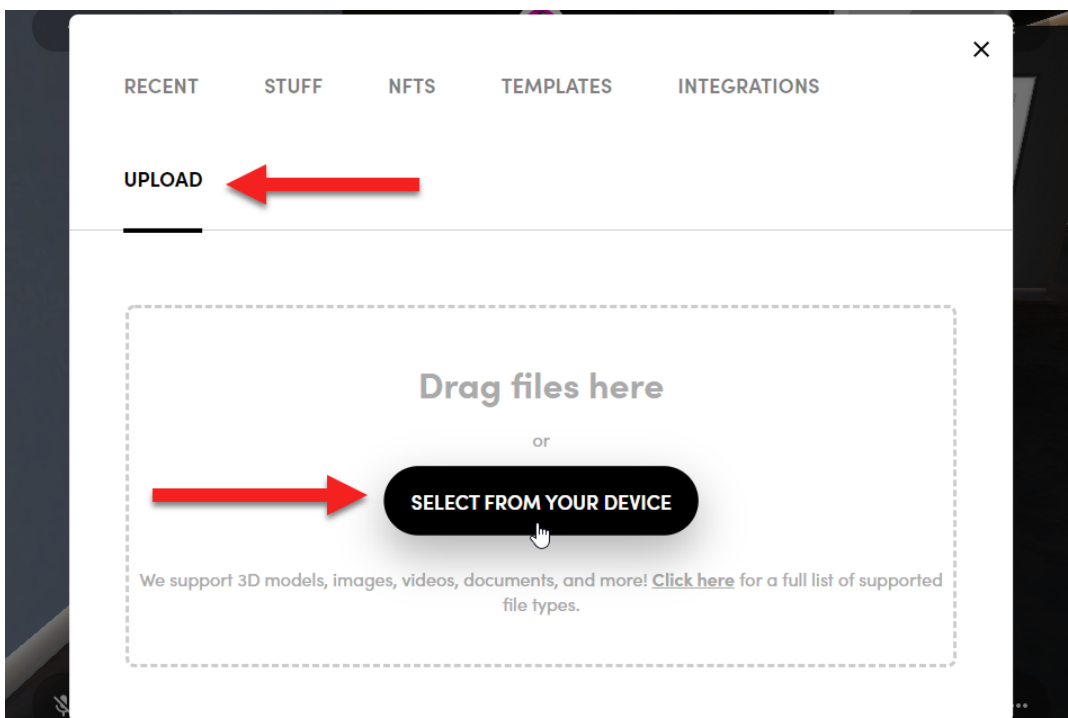 RECENT STUFF NFTS TEMPLATES INTEGRATIONS
UPLOAD
Drag files here
or
SELECT FROM YOUR DEVICE
We support 3D models, images, videos, documents, and more! Click here for a full list of supported
file types.